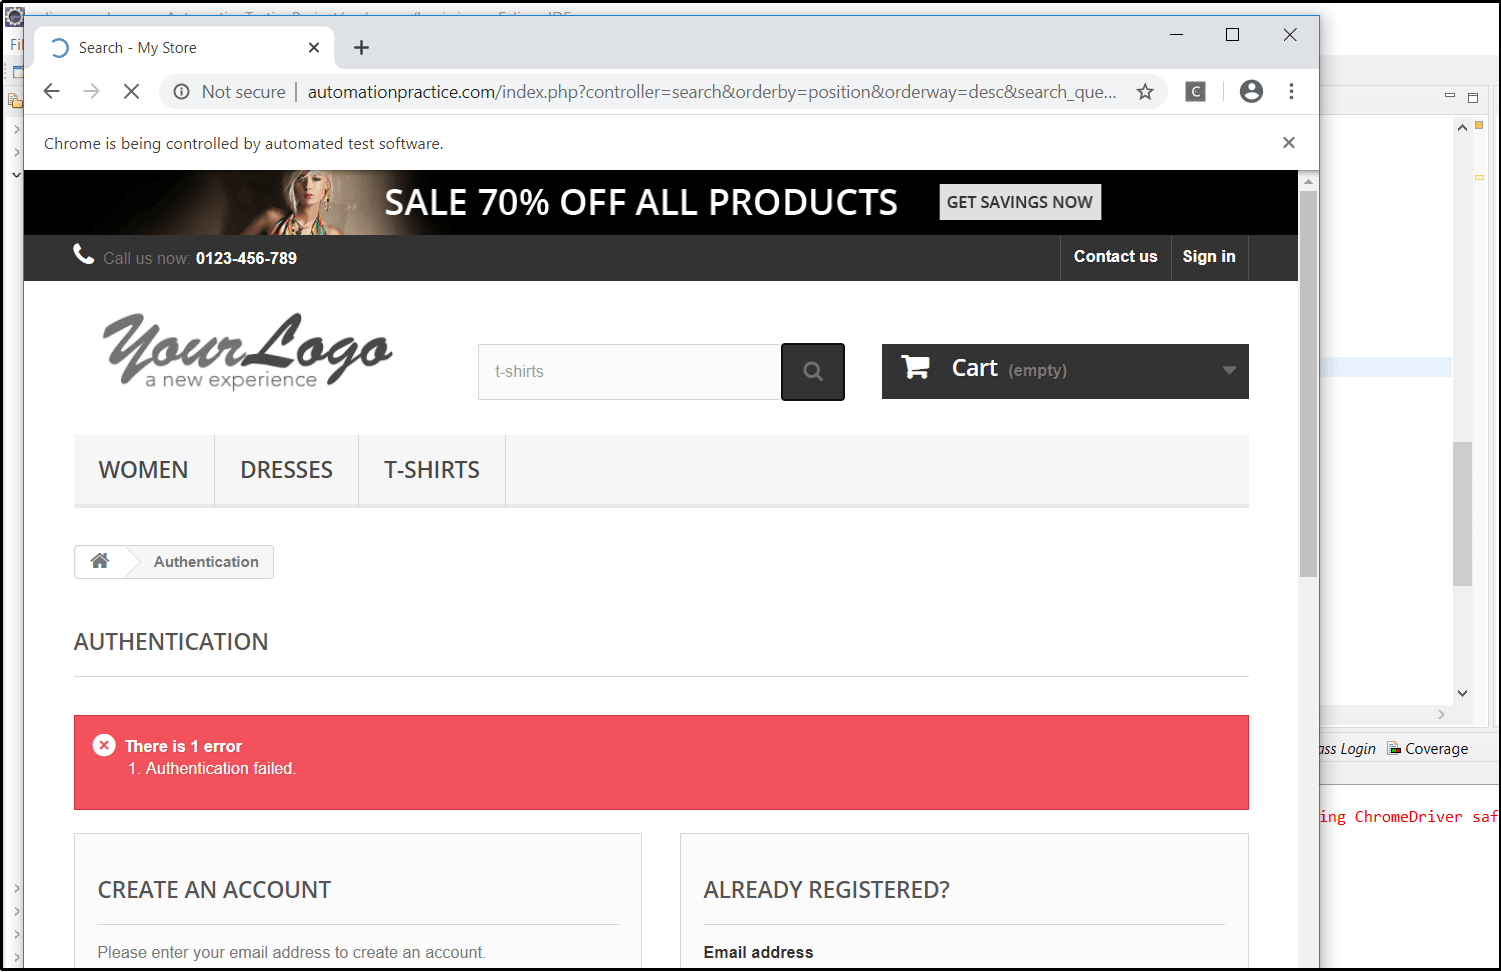 Fil
Search - My Store
Not secure | automationpractice.com/index.php?controller=search&orderby=position&orderway=desc&search_que...
C
Chrome is being controlled by automated test software.
SALE 70% OFF ALL PRODUCTS GET SAVINGS NOW
Call us now: 0123-456-789 Contact us Sign in
YourLogo
a new experience
t-shirts
Cart (empty)
WOMEN DRESSES T-SHIRTS
Authentication
AUTHENTICATION
There is 1 error
1. Authentication failed.
ass Login Coverage
ing ChromeDriver saf
CREATE AN ACCOUNT ALREADY REGISTERED?
Please enter your email address to create an account. Email address